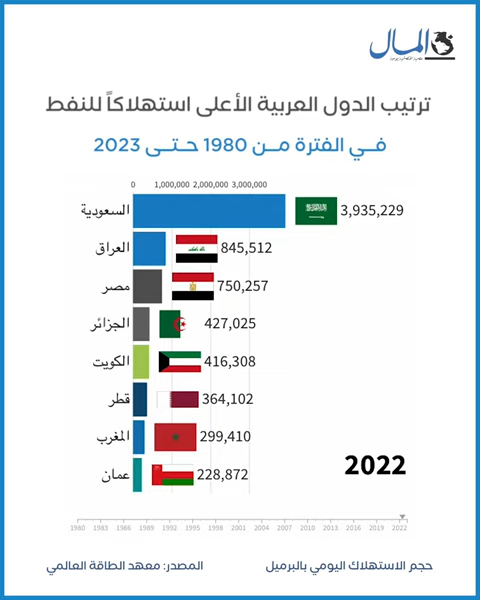 المال
ترتيب الدول العربية الأعلى استهلاكاً للنفط
في الفترة من 1980 حتى 2023
0 1,000,000 2,000,000 3,000,000
السعودية 3,935,229
العراق 845,512
مصر 750,257
الجزائر 427,025
الكويت 416,308
قطر 364,102
المغرب 299,410
عمان 228,872
2022
1980 1983 1986 1989 1992 1995 1998 2001 2004 2007 2010 2013 2016 2019 2022
حجم الاستهلاك اليومي بالبرميل
المصدر: معهد الطاقة العالمي